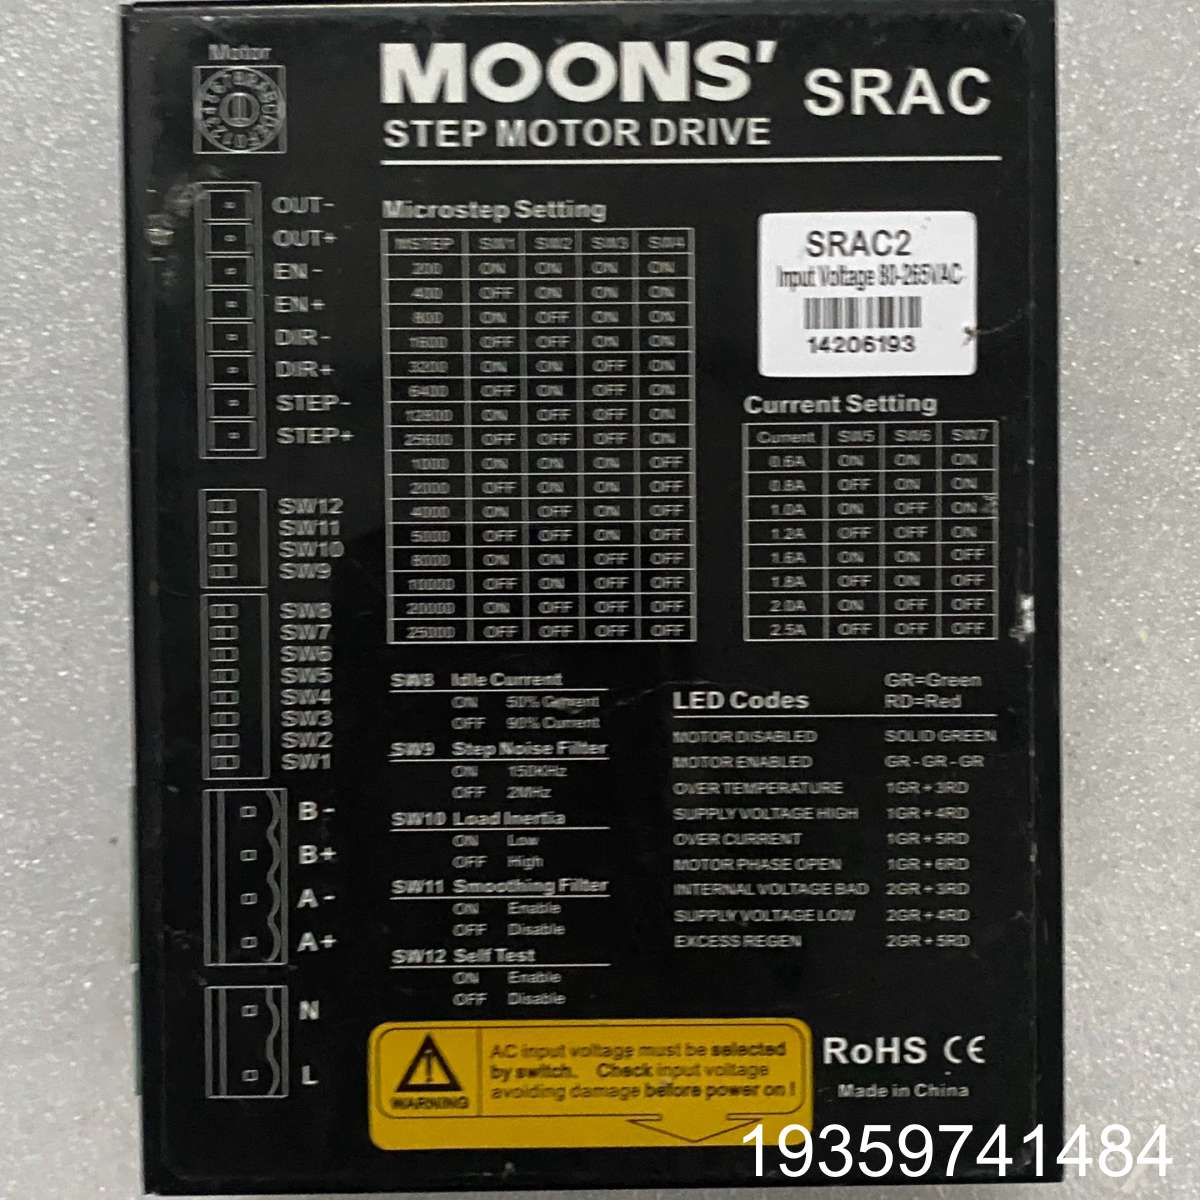 Motor
MOONS' SRAC
STEP MOTOR DRIVE
OUT-
OUT+
EN -
EN +
DIR-
DIR+
STEP-
STEP+
SW12
SW11
SW10
SW9
SW8
SW7
SW6
SW5
SW4
SW3
SW2
SW1
B -
B +
A -
A +
N
L
Microstep Setting
MSTEP SW1 SW2 SW3 SW4
200 ON ON ON ON
400 OFF ON ON ON
800 ON OFF ON ON
1600 OFF OFF ON ON
3200 ON ON OFF ON
6400 OFF ON OFF ON
12800 ON OFF OFF ON
25600 OFF OFF OFF ON
1000 ON ON ON OFF
2000 OFF ON ON OFF
4000 ON OFF ON OFF
5000 OFF OFF ON OFF
8000 ON ON OFF OFF
10000 OFF ON OFF OFF
20000 ON OFF OFF OFF
25000 OFF OFF OFF OFF
SRAC2
Input Voltage 80-265VAC
14206193
Current Setting
Current SW5 SW6 SW7
0.6A ON ON ON
0.8A OFF ON ON
1.0A ON OFF ON
1.2A OFF OFF ON
1.6A ON ON OFF
1.8A OFF ON OFF
2.0A ON OFF OFF
2.5A OFF OFF OFF
SW8 Idle Current
ON 50% Current
OFF 90% Current
SW9 Step Noise Filter
ON 150KHz
OFF 2MHz
SW10 Load Inertia
ON Low
OFF High
SW11 Smoothing Filter
ON Enable
OFF Disable
SW12 Self Test
ON Enable
OFF Disable
GR=Green
LED Codes RD=Red
MOTOR DISABLED SOLID GREEN
MOTOR ENABLED GR - GR - GR
OVER TEMPERATURE 1GR + 3RD
SUPPLY VOLTAGE HIGH 1GR + 4RD
OVER CURRENT 1GR + 5RD
MOTOR PHASE OPEN 1GR + 6RD
INTERNAL VOLTAGE BAD 2GR + 3RD
SUPPLY VOLTAGE LOW 2GR + 4RD
EXCESS REGEN 2GR + 5RD
WARNING
AC input voltage must be selected
by switch. Check input voltage
avoiding damage before power on !
RoHS CE
Made in China
19359741484